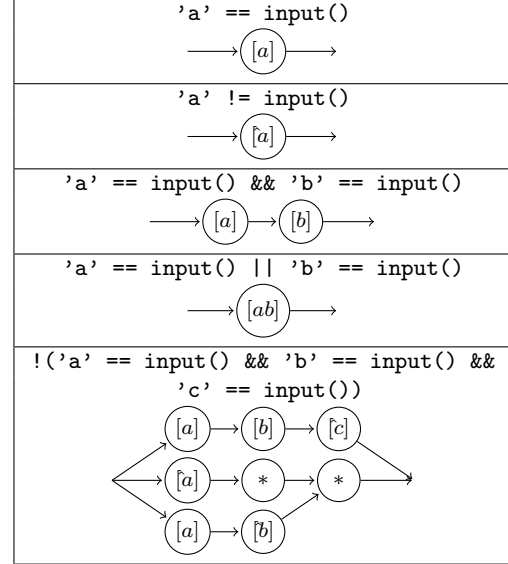 'a' == input()
[a]
'a' != input()
[^a]
'a' == input() && 'b' == input()
[a] [b]
'a' == input() || 'b' == input()
[ab]
!('a' == input() && 'b' == input() &&
'c' == input())
[a] [b] [^c]
[^a] * *
[a] [^b]